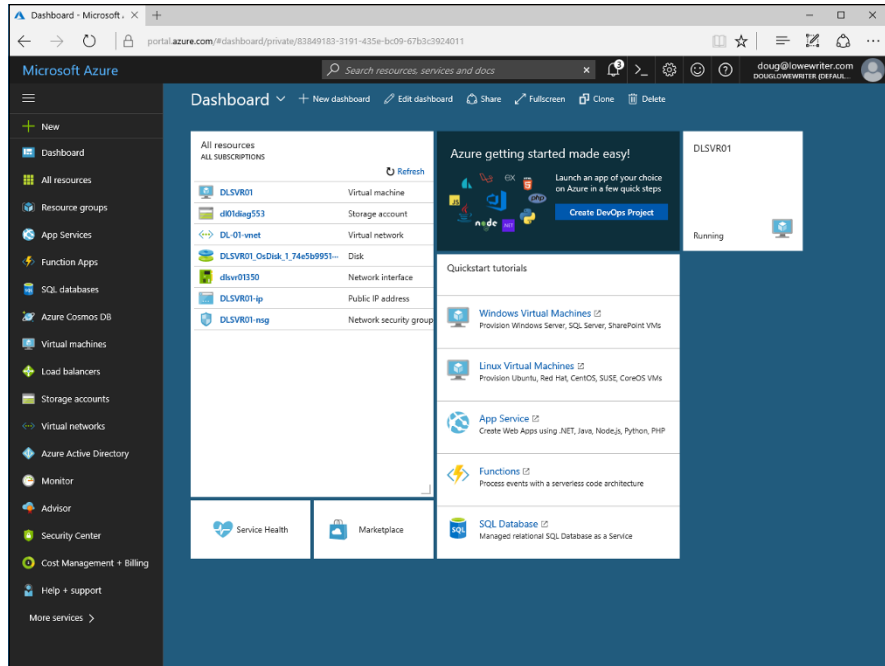 Dashboard - Microsoft A
portal.azure.com/#dashboard/private/83849183-3191-435e-bc09-67b3c3924011
Microsoft Azure
Search resources, services and docs
doug@lowewriter.com
DOUGLOWEWRITER (DEFAUL...
Dashboard
New dashboard
Edit dashboard
Share
Fullscreen
Clone
Delete
New
Dashboard
All resources
Resource groups
App Services
Function Apps
SQL databases
Azure Cosmos DB
Virtual machines
Load balancers
Storage accounts
Virtual networks
Azure Active Directory
Monitor
Advisor
Security Center
Cost Management + Billing
Help + support
More services
All resources
ALL SUBSCRIPTIONS
Refresh
DLSVR01 Virtual machine
dl01diag553 Storage account
DL-01-vnet Virtual network
DLSVR01_OsDisk_1_74e5b9951... Disk
dlsvr01350 Network interface
DLSVR01-ip Public IP address
DLSVR01-nsg Network security group
Service Health
Marketplace
Azure getting started made easy!
Launch an app of your choice
on Azure in a few quick steps
Create DevOps Project
EX
JS
php
node
.NET
Quickstart tutorials
Windows Virtual Machines
Provision Windows Server, SQL Server, SharePoint VMs
Linux Virtual Machines
Provision Ubuntu, Red Hat, CentOS, SUSE, CoreOS VMs
App Service
Create Web Apps using .NET, Java, Node.js, Python, PHP
Functions
Process events with a serverless code architecture
SQL
SQL Database
Managed relational SQL Database as a Service
DLSVR01
Running